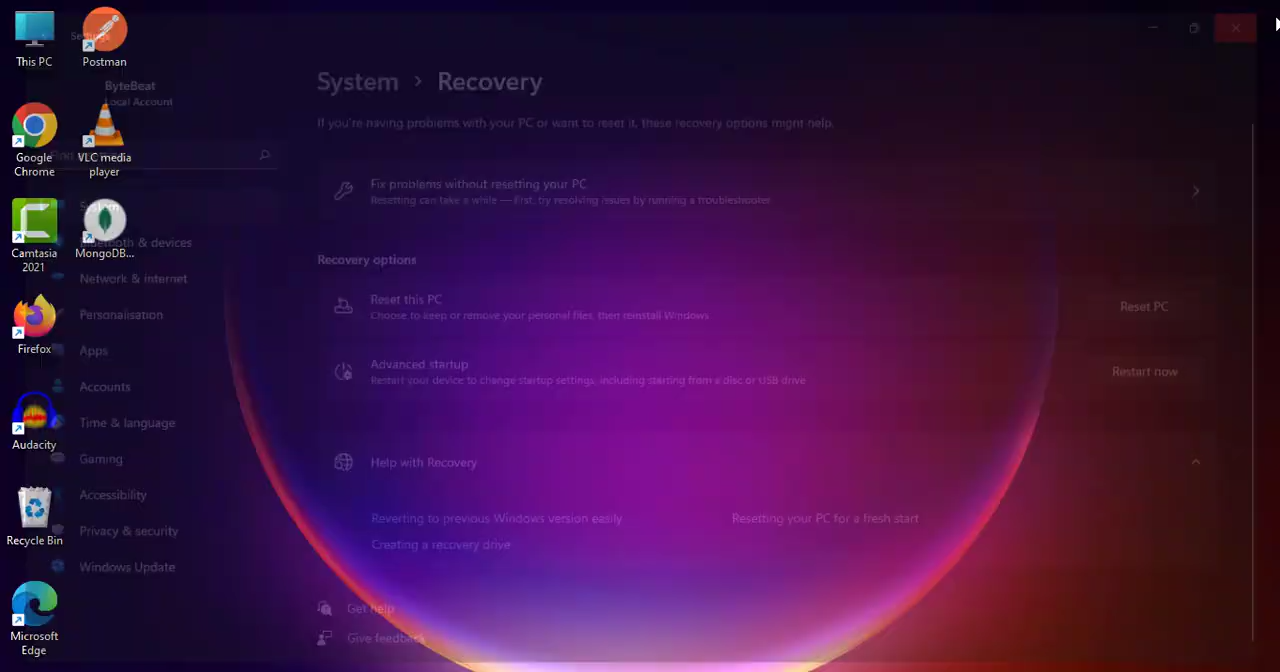 This PC
Postman
Google
Chrome
VLC media
player
Camtasia
2021
MongoDB...
Firefox
Audacity
Recycle Bin
Microsoft
Edge
Settings
ByteBeat
Local Account
System
Bluetooth & devices
Network & internet
Personalisation
Apps
Accounts
Time & language
Gaming
Accessibility
Privacy & security
Windows Update
System > Recovery
If you're having problems with your PC or want to reset it, these recovery options might help.
Fix problems without resetting your PC
Resetting can take a while — first, try resolving issues by running a troubleshooter
Recovery options
Reset this PC
Choose to keep or remove your personal files, then reinstall Windows
Reset PC
Advanced startup
Restart your device to change startup settings, including starting from a disc or USB drive
Restart now
Help with Recovery
Reverting to previous Windows version easily
Resetting your PC for a fresh start
Creating a recovery drive
Get help
Give feedback